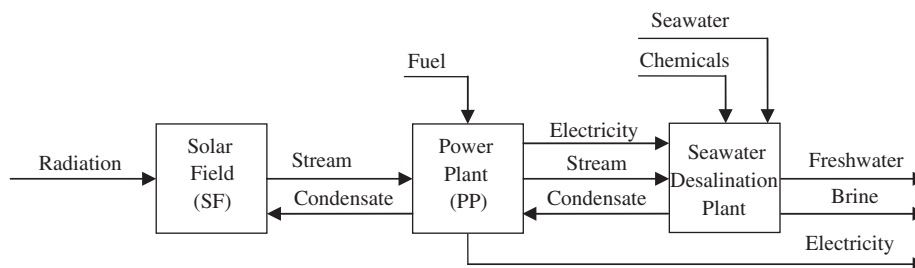 Seawater
Chemicals
Fuel
Radiation
Solar
Field
(SF)
Stream
Condensate
Power
Plant
(PP)
Electricity
Stream
Condensate
Seawater
Desalination
Plant
Freshwater
Brine
Electricity